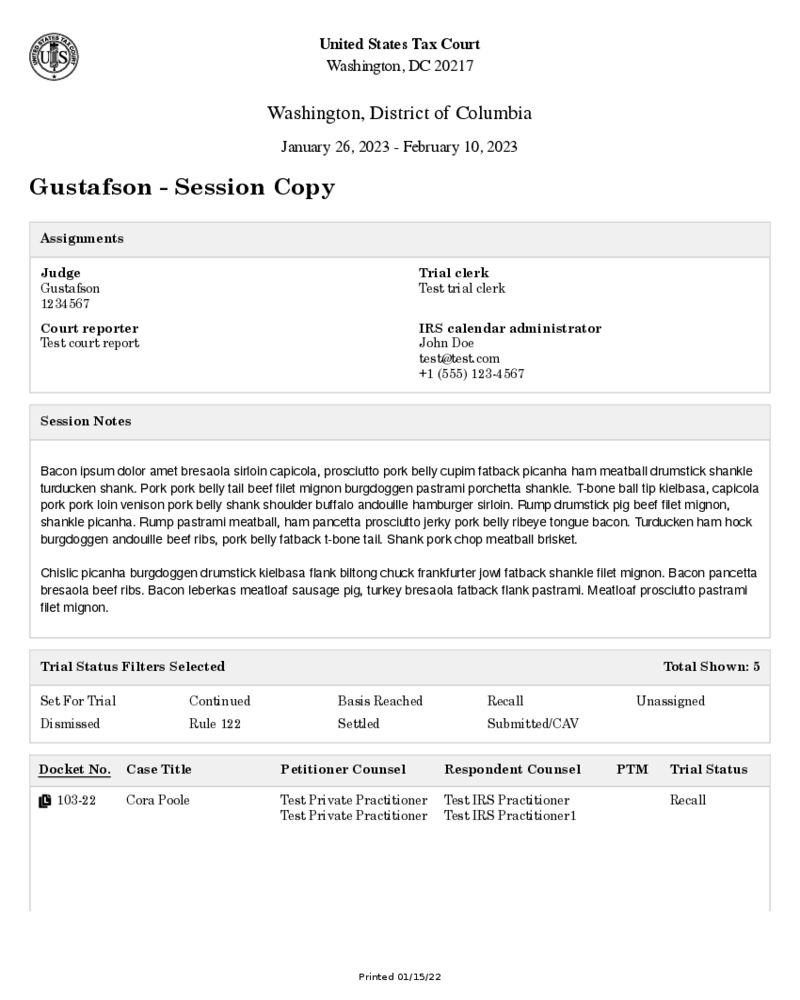 United States Tax Court
Washington, DC 20217
Washington, District of Columbia
January 26, 2023 - February 10, 2023
Gustafson - Session Copy
Assignments
Judge
Gustafson
1234567
Trial clerk
Test trial clerk
Court reporter
Test court report
IRS calendar administrator
John Doe
test@test.com
+1 (555) 123-4567
Session Notes
Bacon ipsum dolor amet bresaola sirloin capicola, prosciutto pork belly cupim fatback picanha ham meatball drumstick shankle
turducken shank. Pork pork belly tail beef filet mignon burgdoggen pastrami porchetta shankle. T-bone ball tip kielbasa, capicola
pork pork loin venison pork belly shank shoulder buffalo andouille hamburger sirloin. Rump drumstick pig beef filet mignon,
shankle picanha. Rump pastrami meatball, ham pancetta prosciutto jerky pork belly ribeye tongue bacon. Turducken ham hock
burgdoggen andouille beef ribs, pork belly fatback t-bone tail. Shank pork chop meatball brisket.
Chislic picanha burgdoggen drumstick kielbasa flank biltong chuck frankfurter jowl fatback shankle filet mignon. Bacon pancetta
bresaola beef ribs. Bacon leberkas meatloaf sausage pig, turkey bresaola fatback flank pastrami. Meatloaf prosciutto pastrami
filet mignon.
Trial Status Filters Selected Total Shown: 5
Set For Trial Continued Basis Reached Recall Unassigned
Dismissed Rule 122 Settled Submitted/CAV
Docket No. Case Title Petitioner Counsel Respondent Counsel PTM Trial Status
103-22 Cora Poole Test Private Practitioner Test IRS Practitioner Recall
Test Private Practitioner Test IRS Practitioner1
Printed 01/15/22